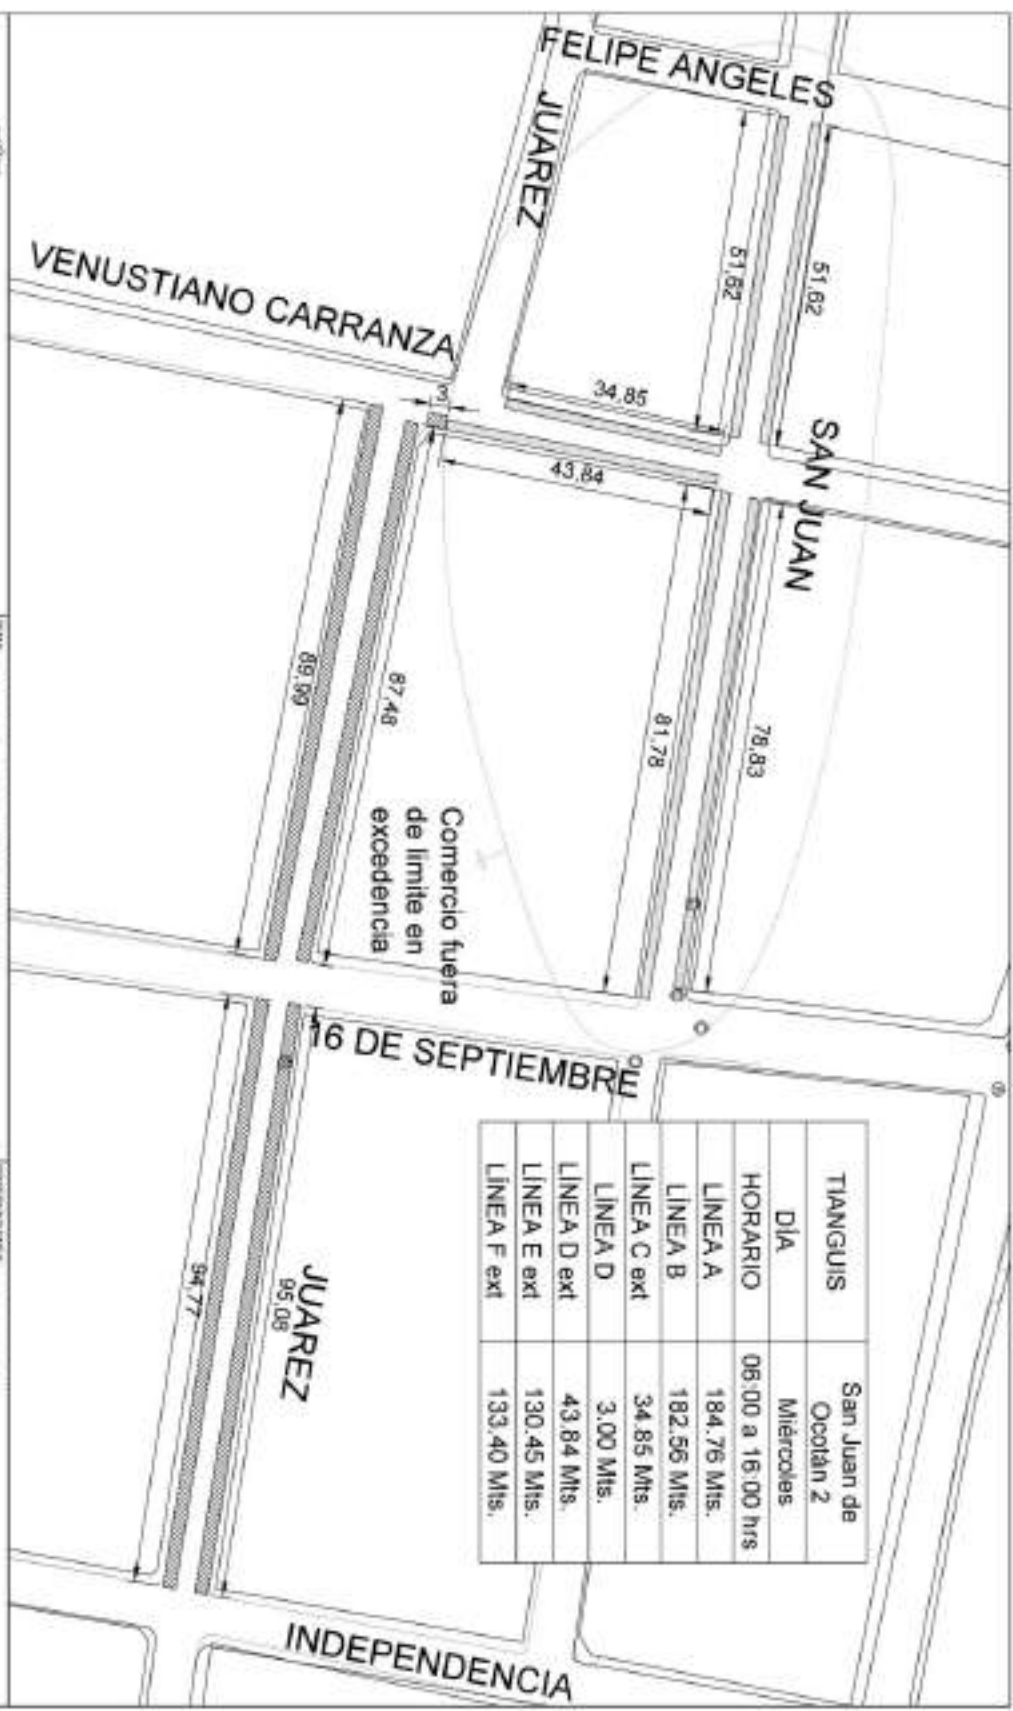 FELIPE ANGELES
JUAREZ
VENUSTIANO CARRANZA
SAN JUAN
51,62
51,62
34,85
43,84
3
78,83
81,78
87,48
89,99
Comercio fuera
de limite en
excedencia
16 DE SEPTIEMBRE
JUAREZ
95,08
94,77
INDEPENDENCIA
TIANGUIS San Juan de
Ocotán 2
DÍA Miércoles
HORARIO 06:00 a 16:00 hrs
LÍNEA A 184.76 Mts.
LÍNEA B 182.56 Mts.
LÍNEA C ext 34.85 Mts.
LÍNEA D 3.00 Mts.
LÍNEA D ext 43.84 Mts.
LÍNEA E ext 130.45 Mts.
LÍNEA F ext 133.40 Mts.